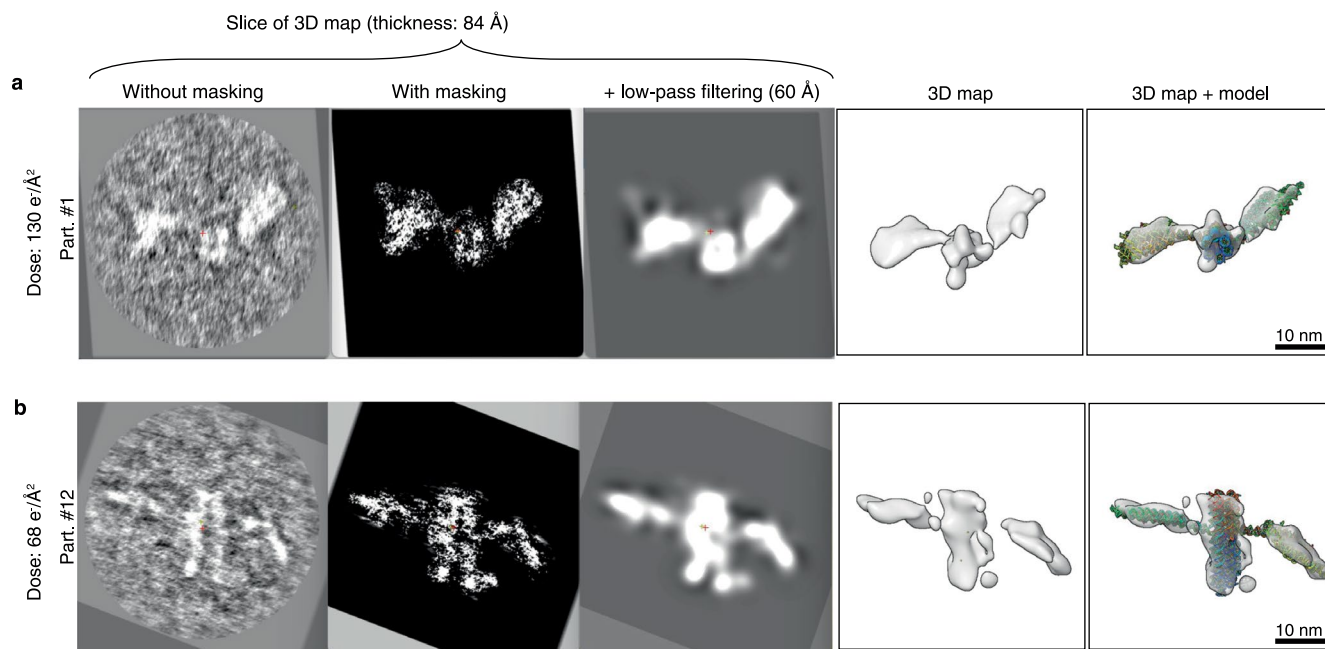 Slice of 3D map (thickness: 84 Å)
a
Without masking
With masking
+ low-pass filtering (60 Å)
3D map
3D map + model
Dose: 130 e⁻/Å²
Part. #1
10 nm
b
Dose: 68 e⁻/Å²
Part. #12
10 nm